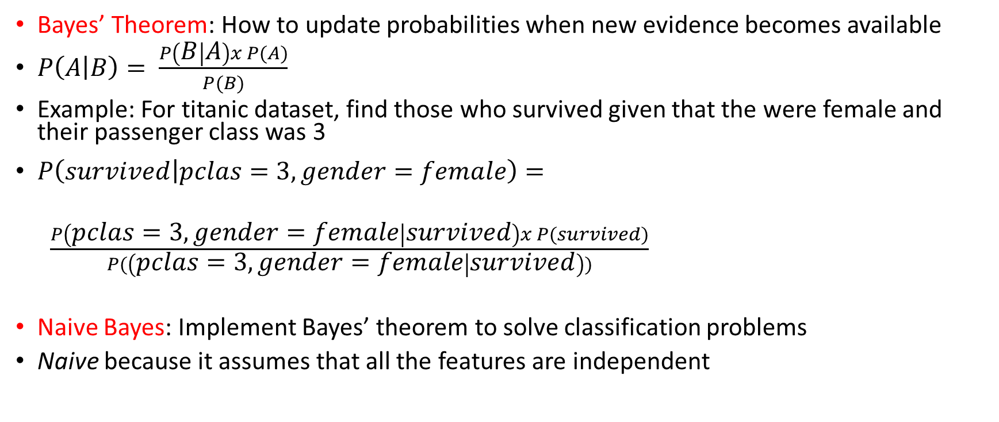 • Bayes’ Theorem: How to update probabilities when new evidence becomes available
• P(A|B) = P(B|A)x P(A) / P(B)
• Example: For titanic dataset, find those who survived given that the were female and
their passenger class was 3
• P(survived|pclas = 3, gender = female) =
P(pclas = 3, gender = female|survived)x P(survived)
P((pclas = 3, gender = female|survived))
• Naive Bayes: Implement Bayes’ theorem to solve classification problems
• Naive because it assumes that all the features are independent